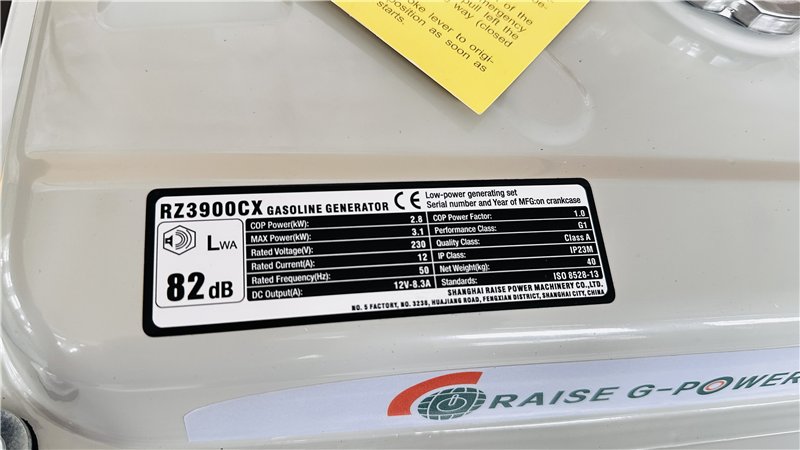 emergency
pull left the
way (closed
oke lever to origi-
position as soon as
starts.
RZ3900CX GASOLINE GENERATOR CE
Low-power generating set
Serial number and Year of MFG:on crankcase
LWA
82 dB
COP Power(kW): 2.8
MAX Power(kW): 3.1
Rated Voltage(V): 230
Rated Current(A): 12
Rated Frequency(Hz): 50
DC Output(A): 12V-8.3A
COP Power Factor: 1.0
Performance Class: G1
Quality Class: Class A
IP Class: IP23M
Net Weight(kg): 40
Standards: ISO 8528-13
SHANGHAI RAISE POWER MACHINERY CO.,LTD.
NO. 5 FACTORY, NO. 3238, HUAJIANG ROAD, FENGXIAN DISTRICT, SHANGHAI CITY, CHINA
RAISE G-POWER